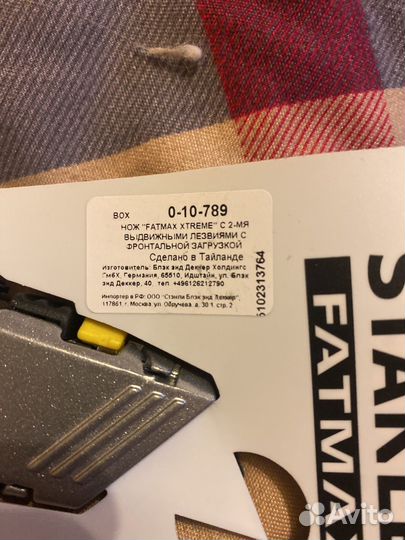 BOX 0-10-789
НОЖ "FATMAX XTREME" С 2-МЯ
ВЫДВИЖНЫМИ ЛЕЗВИЯМИ С
ФРОНТАЛЬНОЙ ЗАГРУЗКОЙ
Сделано в Тайланде
Изготовитель: Блэк энд Деккер Холдингс
ГмбХ, Германия, 65510, Идштайн, ул. Блэк
энд Деккер, 40. тел. +496126212790
Импортер в РФ: ООО "Стэнли Блэк энд Деккер",
117861 г. Москва, ул. Обручева, д. 30/1, стр. 2
5102313764
STANLE
FATMAX
Avito